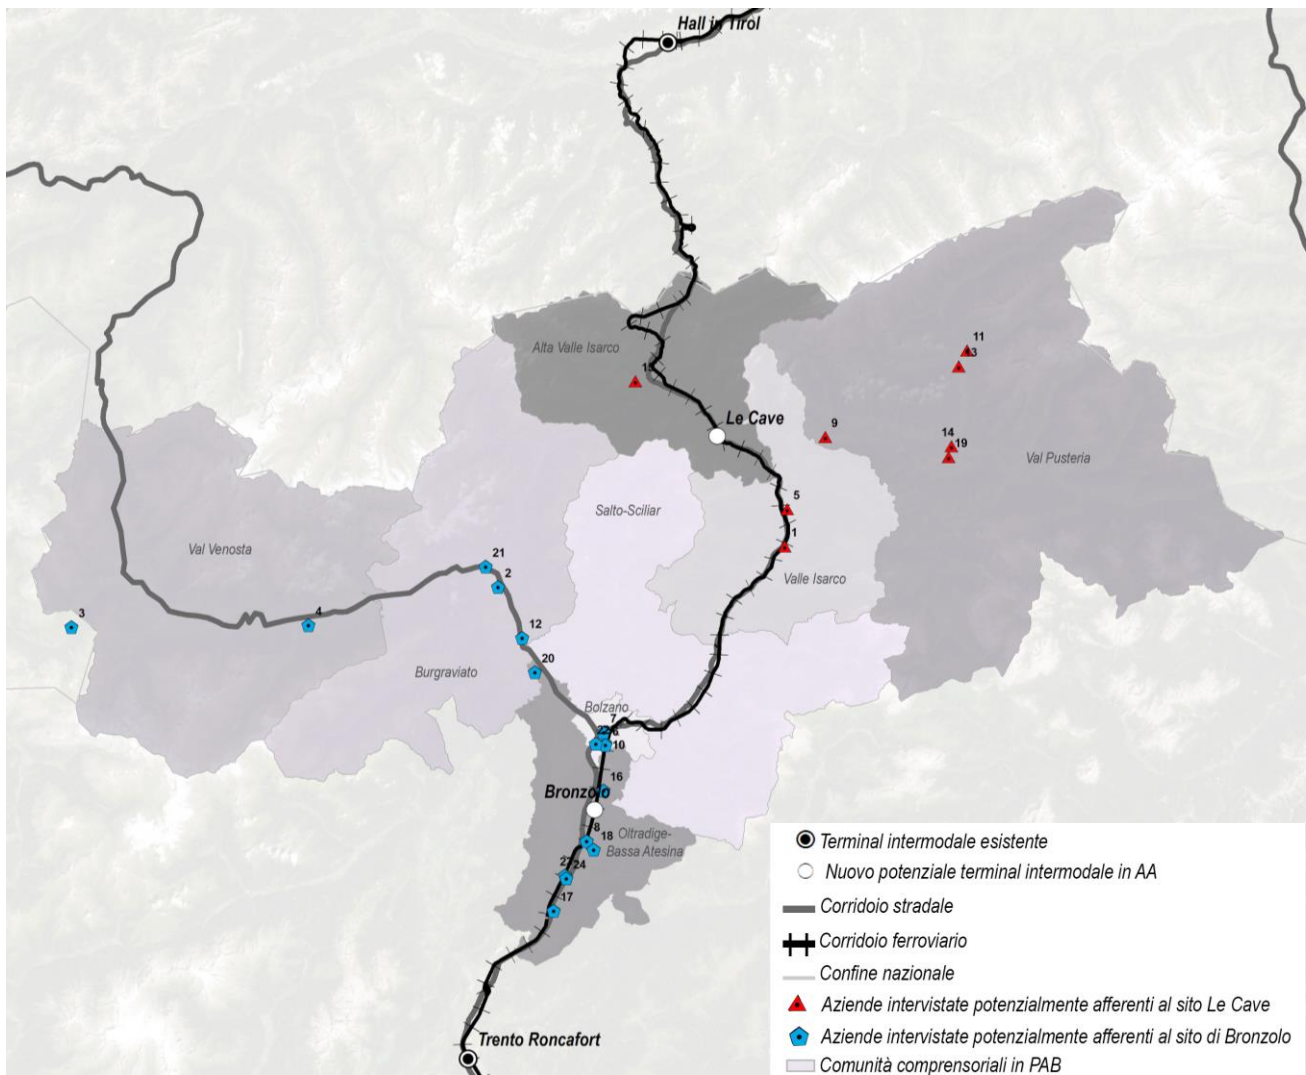 Hall in Tirol
Alta Valle Isarco
11
13
Le Cave
9
14
19
Val Pusteria
5
Salto-Sciliar
Val Venosta
1
21
Valle Isarco
2
3
4
12
Burgraviato
20
Bolzano
7
22
6
10
16
Bronzolo
8
18
Oltradige-
Bassa Atesina
24
17
Trento Roncafort
Terminal intermodale esistente
Nuovo potenziale terminal intermodale in AA
Corridoio stradale
Corridoio ferroviario
Confine nazionale
Aziende intervistate potenzialmente afferenti al sito Le Cave
Aziende intervistate potenzialmente afferenti al sito di Bronzolo
Comunità comprensoriali in PAB